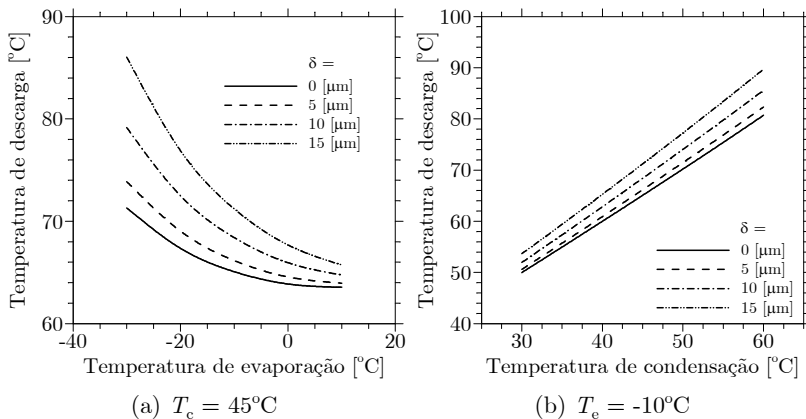 90
80
70
60
Temperatura de descarga [°C]
δ =
0 [µm]
5 [µm]
10 [µm]
15 [µm]
-40
-20
0
20
Temperatura de evaporação [°C]
(a) Tc = 45°C
100
90
80
70
60
50
40
Temperatura de descarga [°C]
δ =
0 [µm]
5 [µm]
10 [µm]
15 [µm]
30
40
50
60
Temperatura de condensação [°C]
(b) Te = -10°C